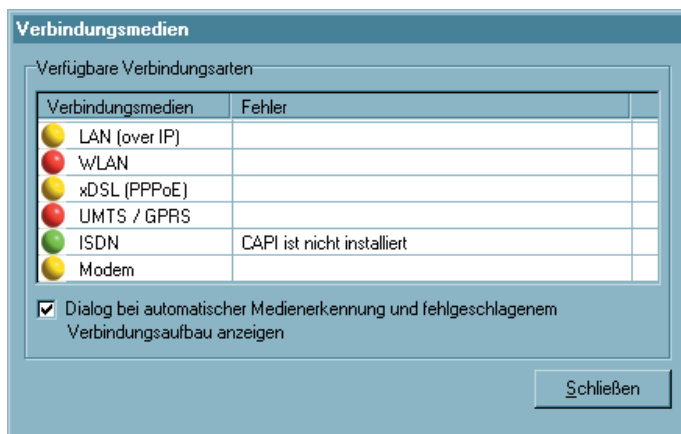 Verbindungsmedien
Verfügbare Verbindungsarten
Verbindungsmedien Fehler
LAN (over IP)
WLAN
xDSL (PPPoE)
UMTS / GPRS
ISDN CAPI ist nicht installiert
Modem
Dialog bei automatischer Medienerkennung und fehlgeschlagenem
Verbindungsaufbau anzeigen
Schließen